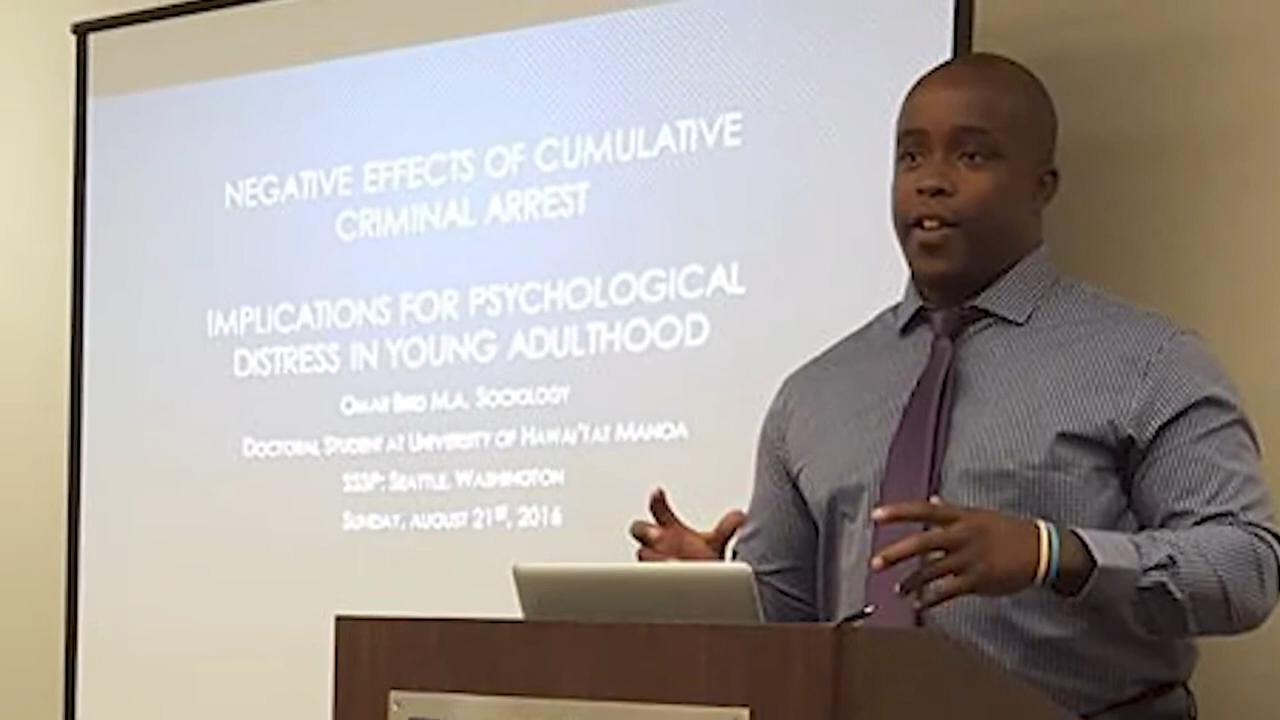 NEGATIVE EFFECTS OF CUMULATIVE
CRIMINAL ARREST
IMPLICATIONS FOR PSYCHOLOGICAL
DISTRESS IN YOUNG ADULTHOOD
OMAR BIRD M.A. SOCIOLOGY
DOCTORAL STUDENT AT UNIVERSITY OF HAWAI'I AT MANOA
SSSP: SEATTLE, WASHINGTON
SUNDAY, AUGUST 21ST, 2016